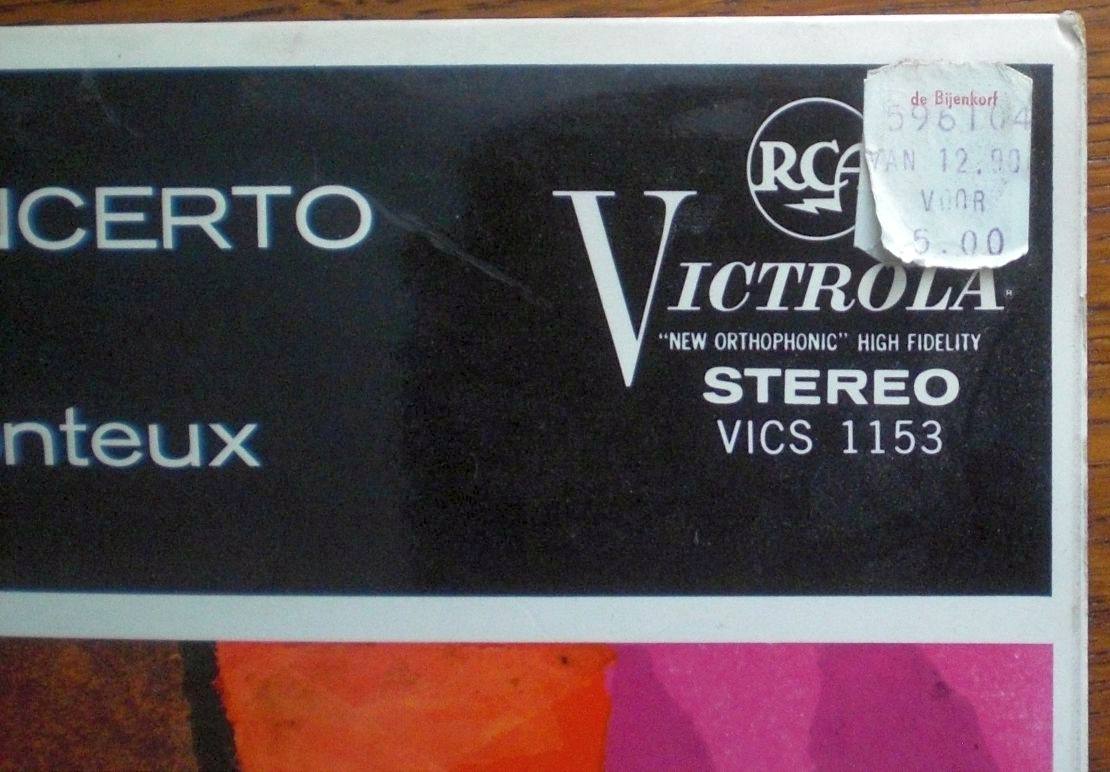 de Bijenkorf
596104
VAN 12.90
VOOR
5.00
RCA
VICTROLA
"NEW ORTHOPHONIC" HIGH FIDELITY
STEREO
VICS 1153
NCERTO
nteux